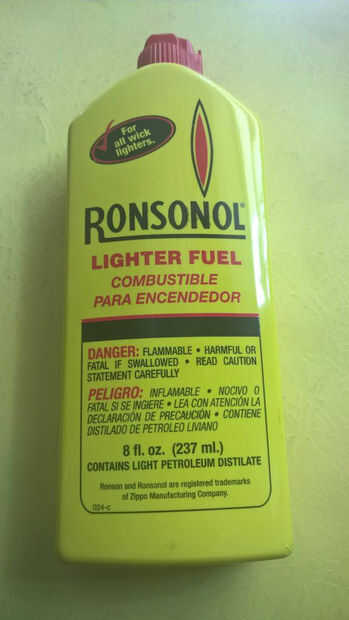 For
all wick
lighters.
RONSONOL®
LIGHTER FUEL
COMBUSTIBLE
PARA ENCENDEDOR
DANGER: FLAMMABLE • HARMFUL OR
FATAL IF SWALLOWED • READ CAUTION
STATEMENT CAREFULLY
PELIGRO: INFLAMABLE • NOCIVO O
FATAL SI SE INGIERE • LEA CON ATENCIÓN LA
DECLARACIÓN DE PRECAUCIÓN • CONTIENE
DISTILADO DE PETROLEO LIVIANO
8 fl. oz. (237 ml.)
CONTAINS LIGHT PETROLEUM DISTILATE
Ronson and Ronsonol are registered trademarks
of Zippo Manufacturing Company.
024-c